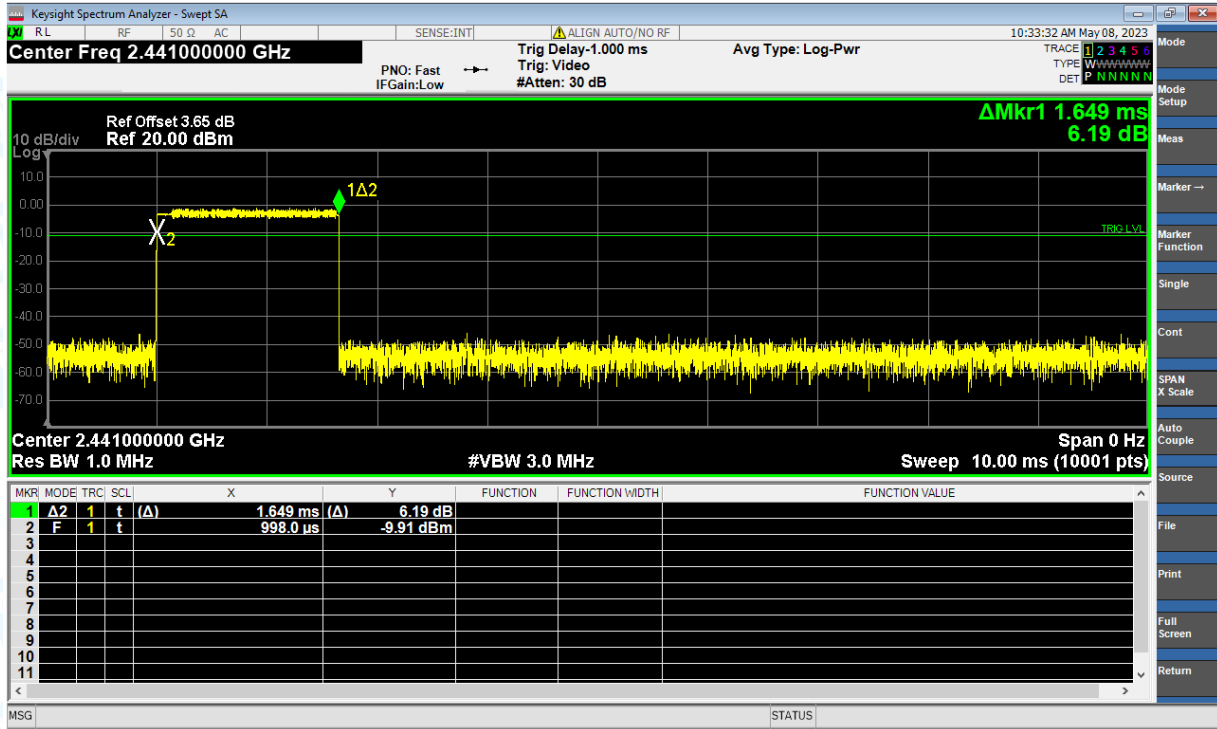 Keysight Spectrum Analyzer - Swept SA
LXI RL RF 50 Ω AC SENSE:INT ALIGN AUTO/NO RF 10:33:32 AM May 08, 2023
Center Freq 2.441000000 GHz
PNO: Fast
IFGain:Low
Trig Delay-1.000 ms
Trig: Video
#Atten: 30 dB
Avg Type: Log-Pwr
TRACE 1 2 3 4 5 6
TYPE WWWWWW
DET P N N N N N
ΔMkr1 1.649 ms
6.19 dB
Ref Offset 3.65 dB
10 dB/div Ref 20.00 dBm
Log
10.0
0.00
-10.0
-20.0
-30.0
-40.0
-50.0
-60.0
-70.0
1Δ2
X2
TRIG LVL
Center 2.441000000 GHz Span 0 Hz
Res BW 1.0 MHz #VBW 3.0 MHz Sweep 10.00 ms (10001 pts)
MKR MODE TRC SCL X Y FUNCTION FUNCTION WIDTH FUNCTION VALUE
1 Δ2 1 t (Δ) 1.649 ms (Δ) 6.19 dB
2 F 1 t 998.0 µs -9.91 dBm
3
4
5
6
7
8
9
10
11
MSG STATUS
Mode
Mode
Setup
Meas
Marker→
Marker
Function
Single
Cont
SPAN
X Scale
Auto
Couple
Source
File
Print
Full
Screen
Return